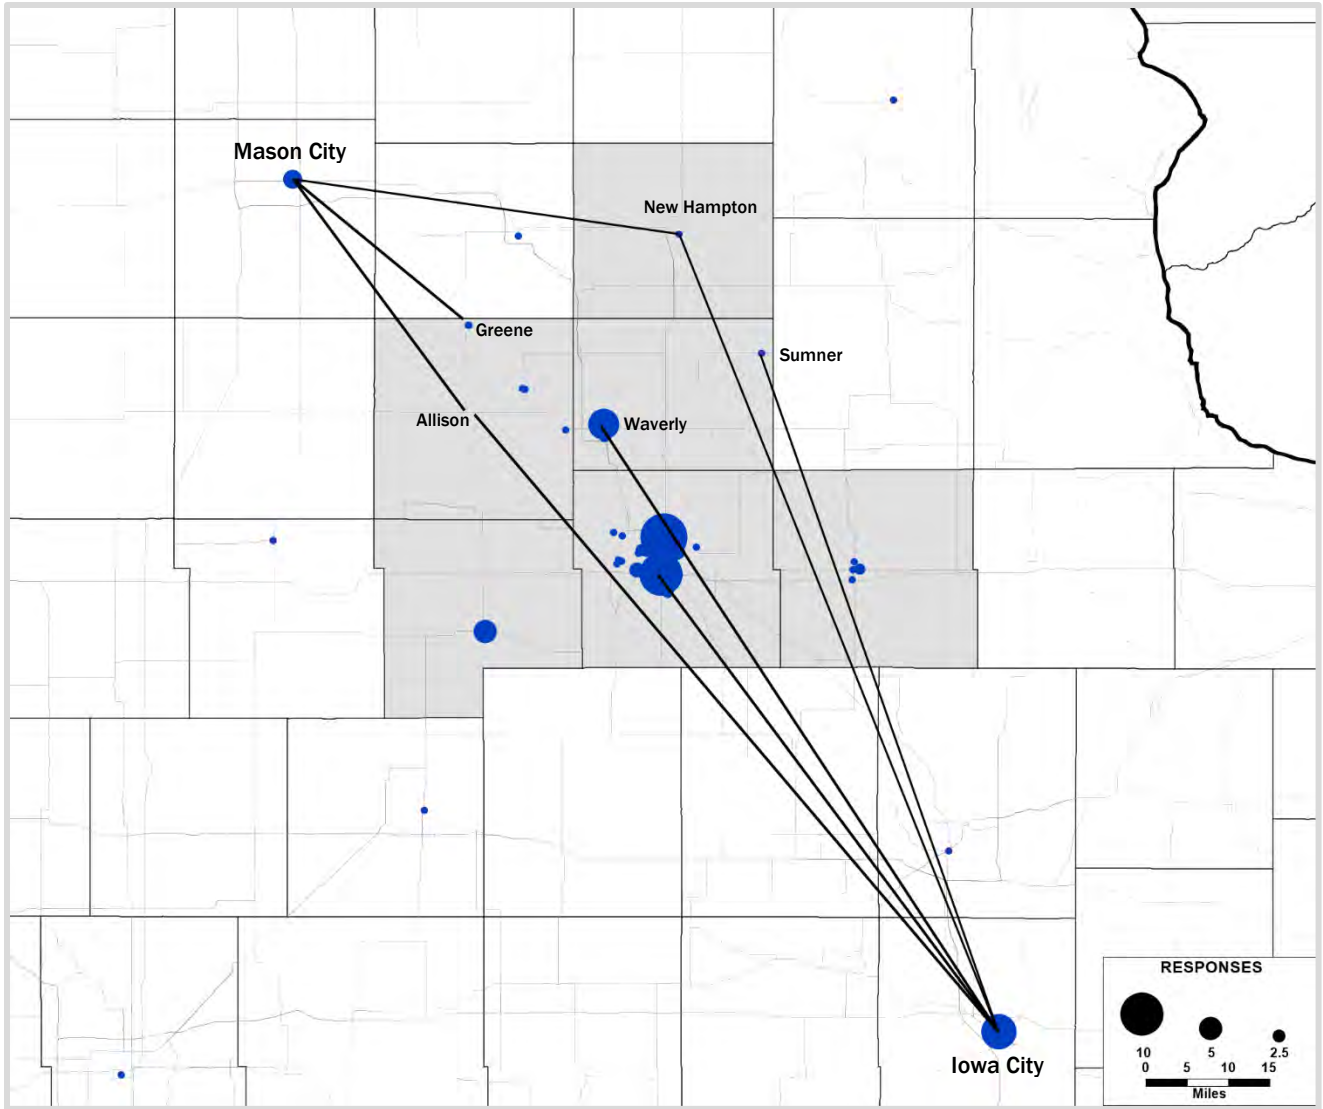 Mason City
New Hampton
Greene
Sumner
Allison
Waverly
Iowa City
RESPONSES
10 5 2.5
0 5 10 15
Miles